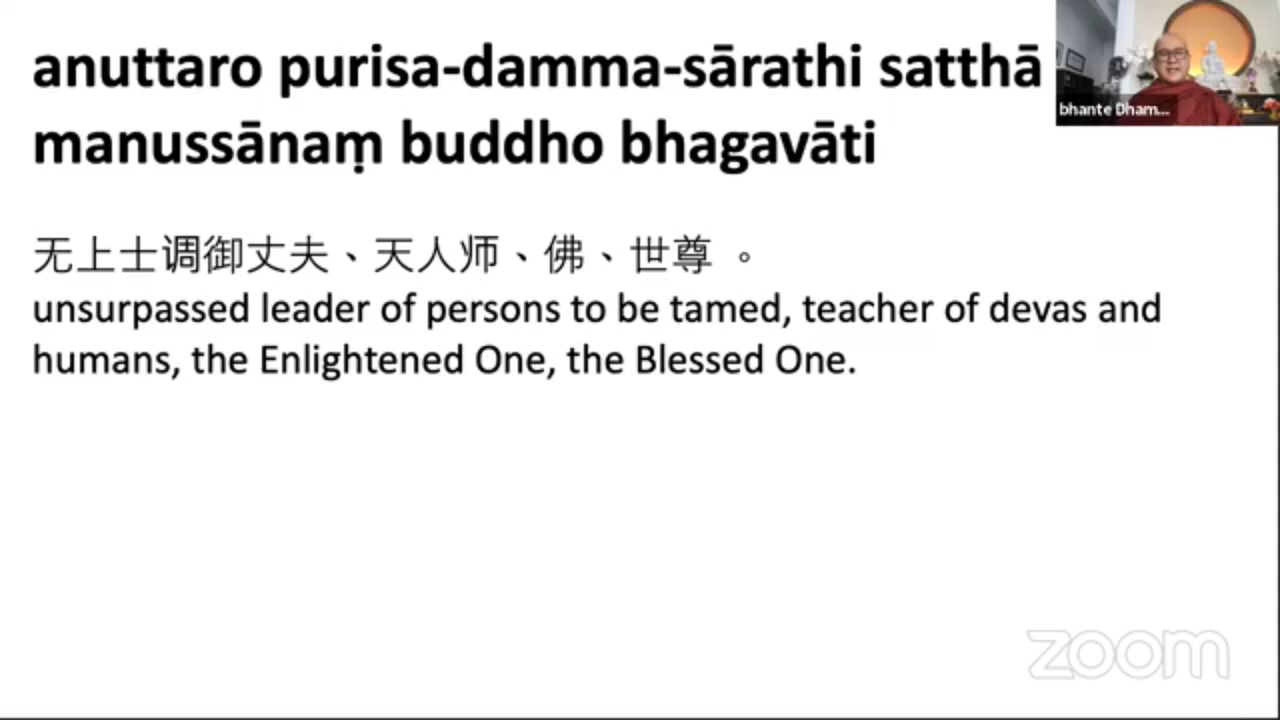 anuttaro purisa-damma-sārathi satthā
manussānaṃ buddho bhagavāti
bhante Dham...
无上士调御丈夫、天人师、佛、世尊 。
unsurpassed leader of persons to be tamed, teacher of devas and
humans, the Enlightened One, the Blessed One.
zoom